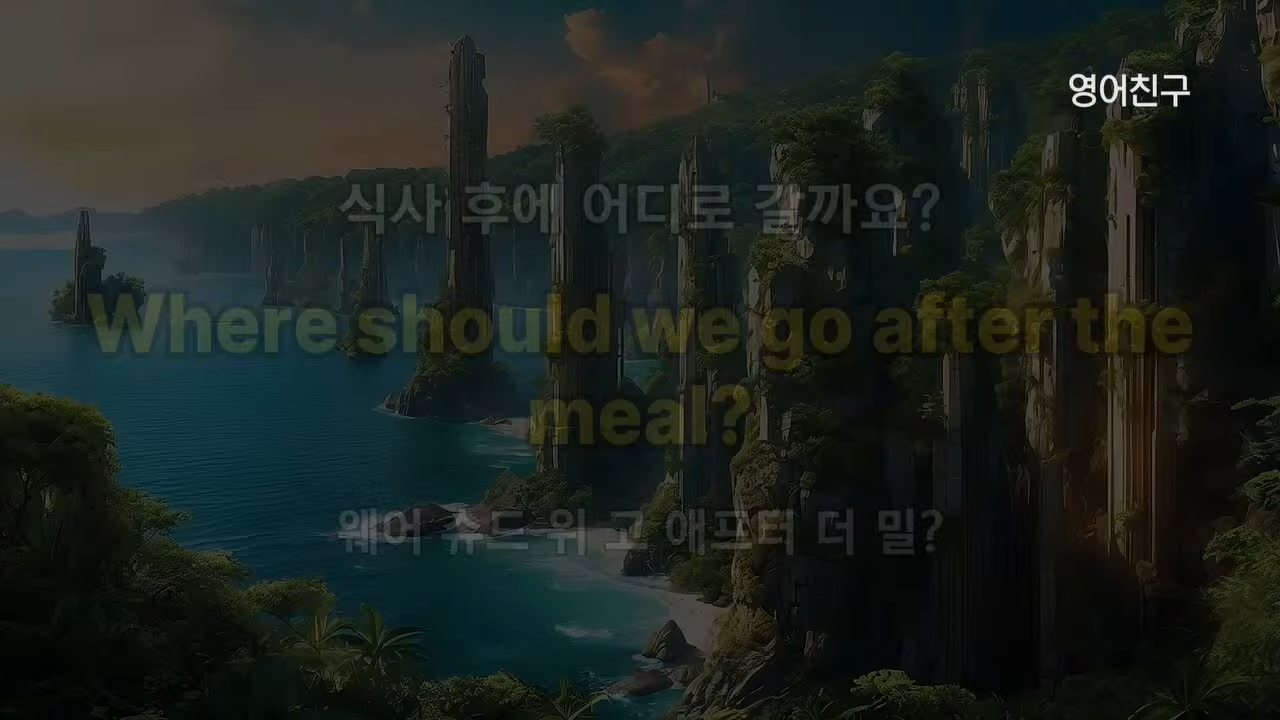 영어친구
식사 후에 어디로 갈까요?
Where should we go after the
meal?
웨어 슈드 위 고 애프터 더 밀?